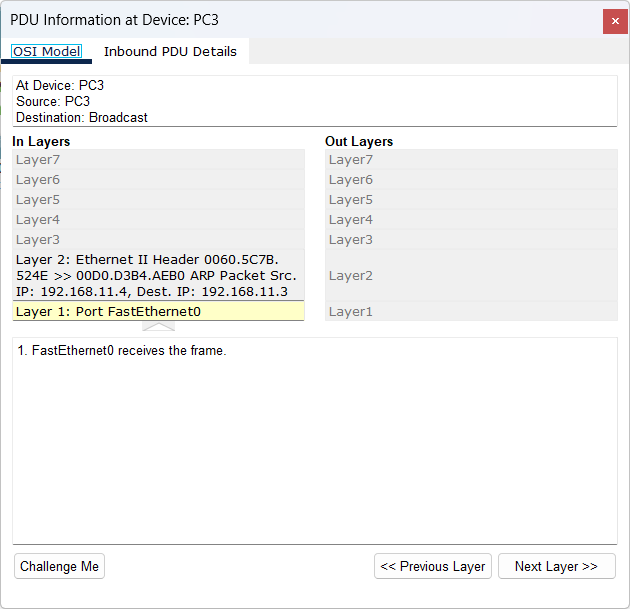 PDU Information at Device: PC3
OSI Model
Inbound PDU Details
At Device: PC3
Source: PC3
Destination: Broadcast
In Layers
Layer7
Layer6
Layer5
Layer4
Layer3
Layer 2: Ethernet II Header 0060.5C7B.
524E >> 00D0.D3B4.AEB0 ARP Packet Src.
IP: 192.168.11.4, Dest. IP: 192.168.11.3
Layer 1: Port FastEthernet0
Out Layers
Layer7
Layer6
Layer5
Layer4
Layer3
Layer2
Layer1
1. FastEthernet0 receives the frame.
Challenge Me
<< Previous Layer
Next Layer >>